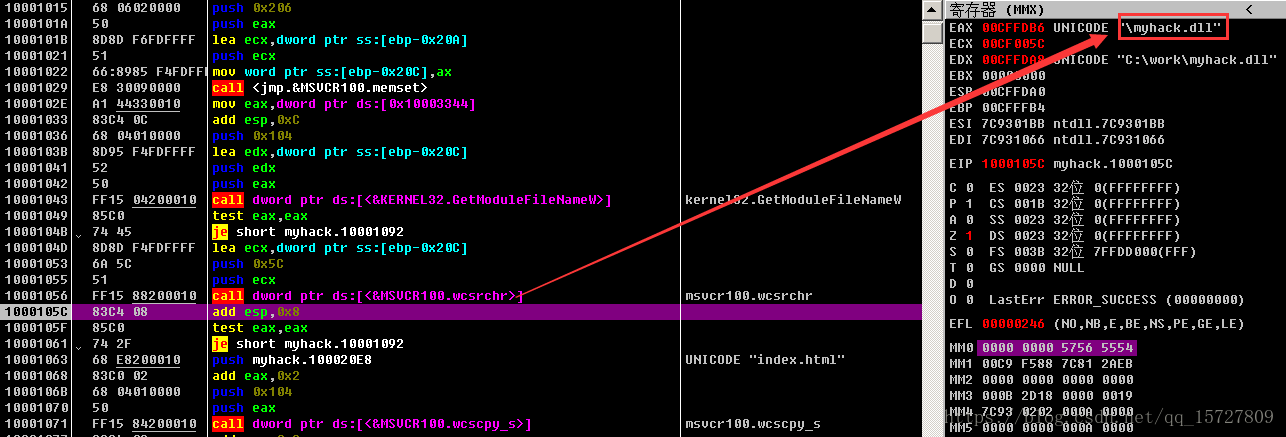 10001015 68 06020000 push 0x206
1000101A 50 push eax
1000101B 8D8D F6FDFFFF lea ecx,dword ptr ss:[ebp-0x20A]
10001021 51 push ecx
10001022 66:8985 F4FDFF mov word ptr ss:[ebp-0x20C],ax
10001029 E8 30090000 call <jmp.&MSVCR100.memset>
1000102E A1 44330010 mov eax,dword ptr ds:[0x10003344]
10001033 83C4 0C add esp,0xC
10001036 68 04010000 push 0x104
1000103B 8D95 F4FDFFFF lea edx,dword ptr ss:[ebp-0x20C]
10001041 52 push edx
10001042 50 push eax
10001043 FF15 04200010 call dword ptr ds:[<&KERNEL32.GetModuleFileNameW>] kernel32.GetModuleFileNameW
10001049 85C0 test eax,eax
1000104B 74 45 je short myhack.10001092
1000104D 8D8D F4FDFFFF lea ecx,dword ptr ss:[ebp-0x20C]
10001053 6A 5C push 0x5C
10001055 51 push ecx
10001056 FF15 88200010 call dword ptr ds:[<&MSVCR100.wcsrchr>] msvcr100.wcsrchr
1000105C 83C4 08 add esp,0x8
1000105F 85C0 test eax,eax
10001061 74 2F je short myhack.10001092
10001063 68 E8200010 push myhack.100020E8 UNICODE "index.html"
10001068 83C0 02 add eax,0x2
1000106B 68 04010000 push 0x104
10001070 50 push eax
10001071 FF15 84200010 call dword ptr ds:[<&MSVCR100.wcscpy_s>] msvcr100.wcscpy_s
寄存器 (MMX) <
EAX 00CFFDB6 UNICODE "\myhack.dll"
ECX 00CF005C
EDX 00CFFDA8 UNICODE "C:\work\myhack.dll"
EBX 00000000
ESP 00CFFDA0
EBP 00CFFFB4
ESI 7C9301BB ntdll.7C9301BB
EDI 7C931066 ntdll.7C931066
EIP 1000105C myhack.1000105C
C 0 ES 0023 32位 0(FFFFFFFF)
P 1 CS 001B 32位 0(FFFFFFFF)
A 0 SS 0023 32位 0(FFFFFFFF)
Z 1 DS 0023 32位 0(FFFFFFFF)
S 0 FS 003B 32位 7FFDD000(FFF)
T 0 GS 0000 NULL
D 0
O 0 LastErr ERROR_SUCCESS (00000000)
EFL 00000246 (NO,NB,E,BE,NS,PE,GE,LE)
MM0 0000 0000 5756 5554
MM1 00C9 F588 7C81 2AEB
MM2 0000 0000 0000 0000
MM3 000B 2D18 0000 0019
MM4 7C93 0202 000A 0000
MM5 0000 0000 0000 0000
https://blog.csdn.net/qq_15727809